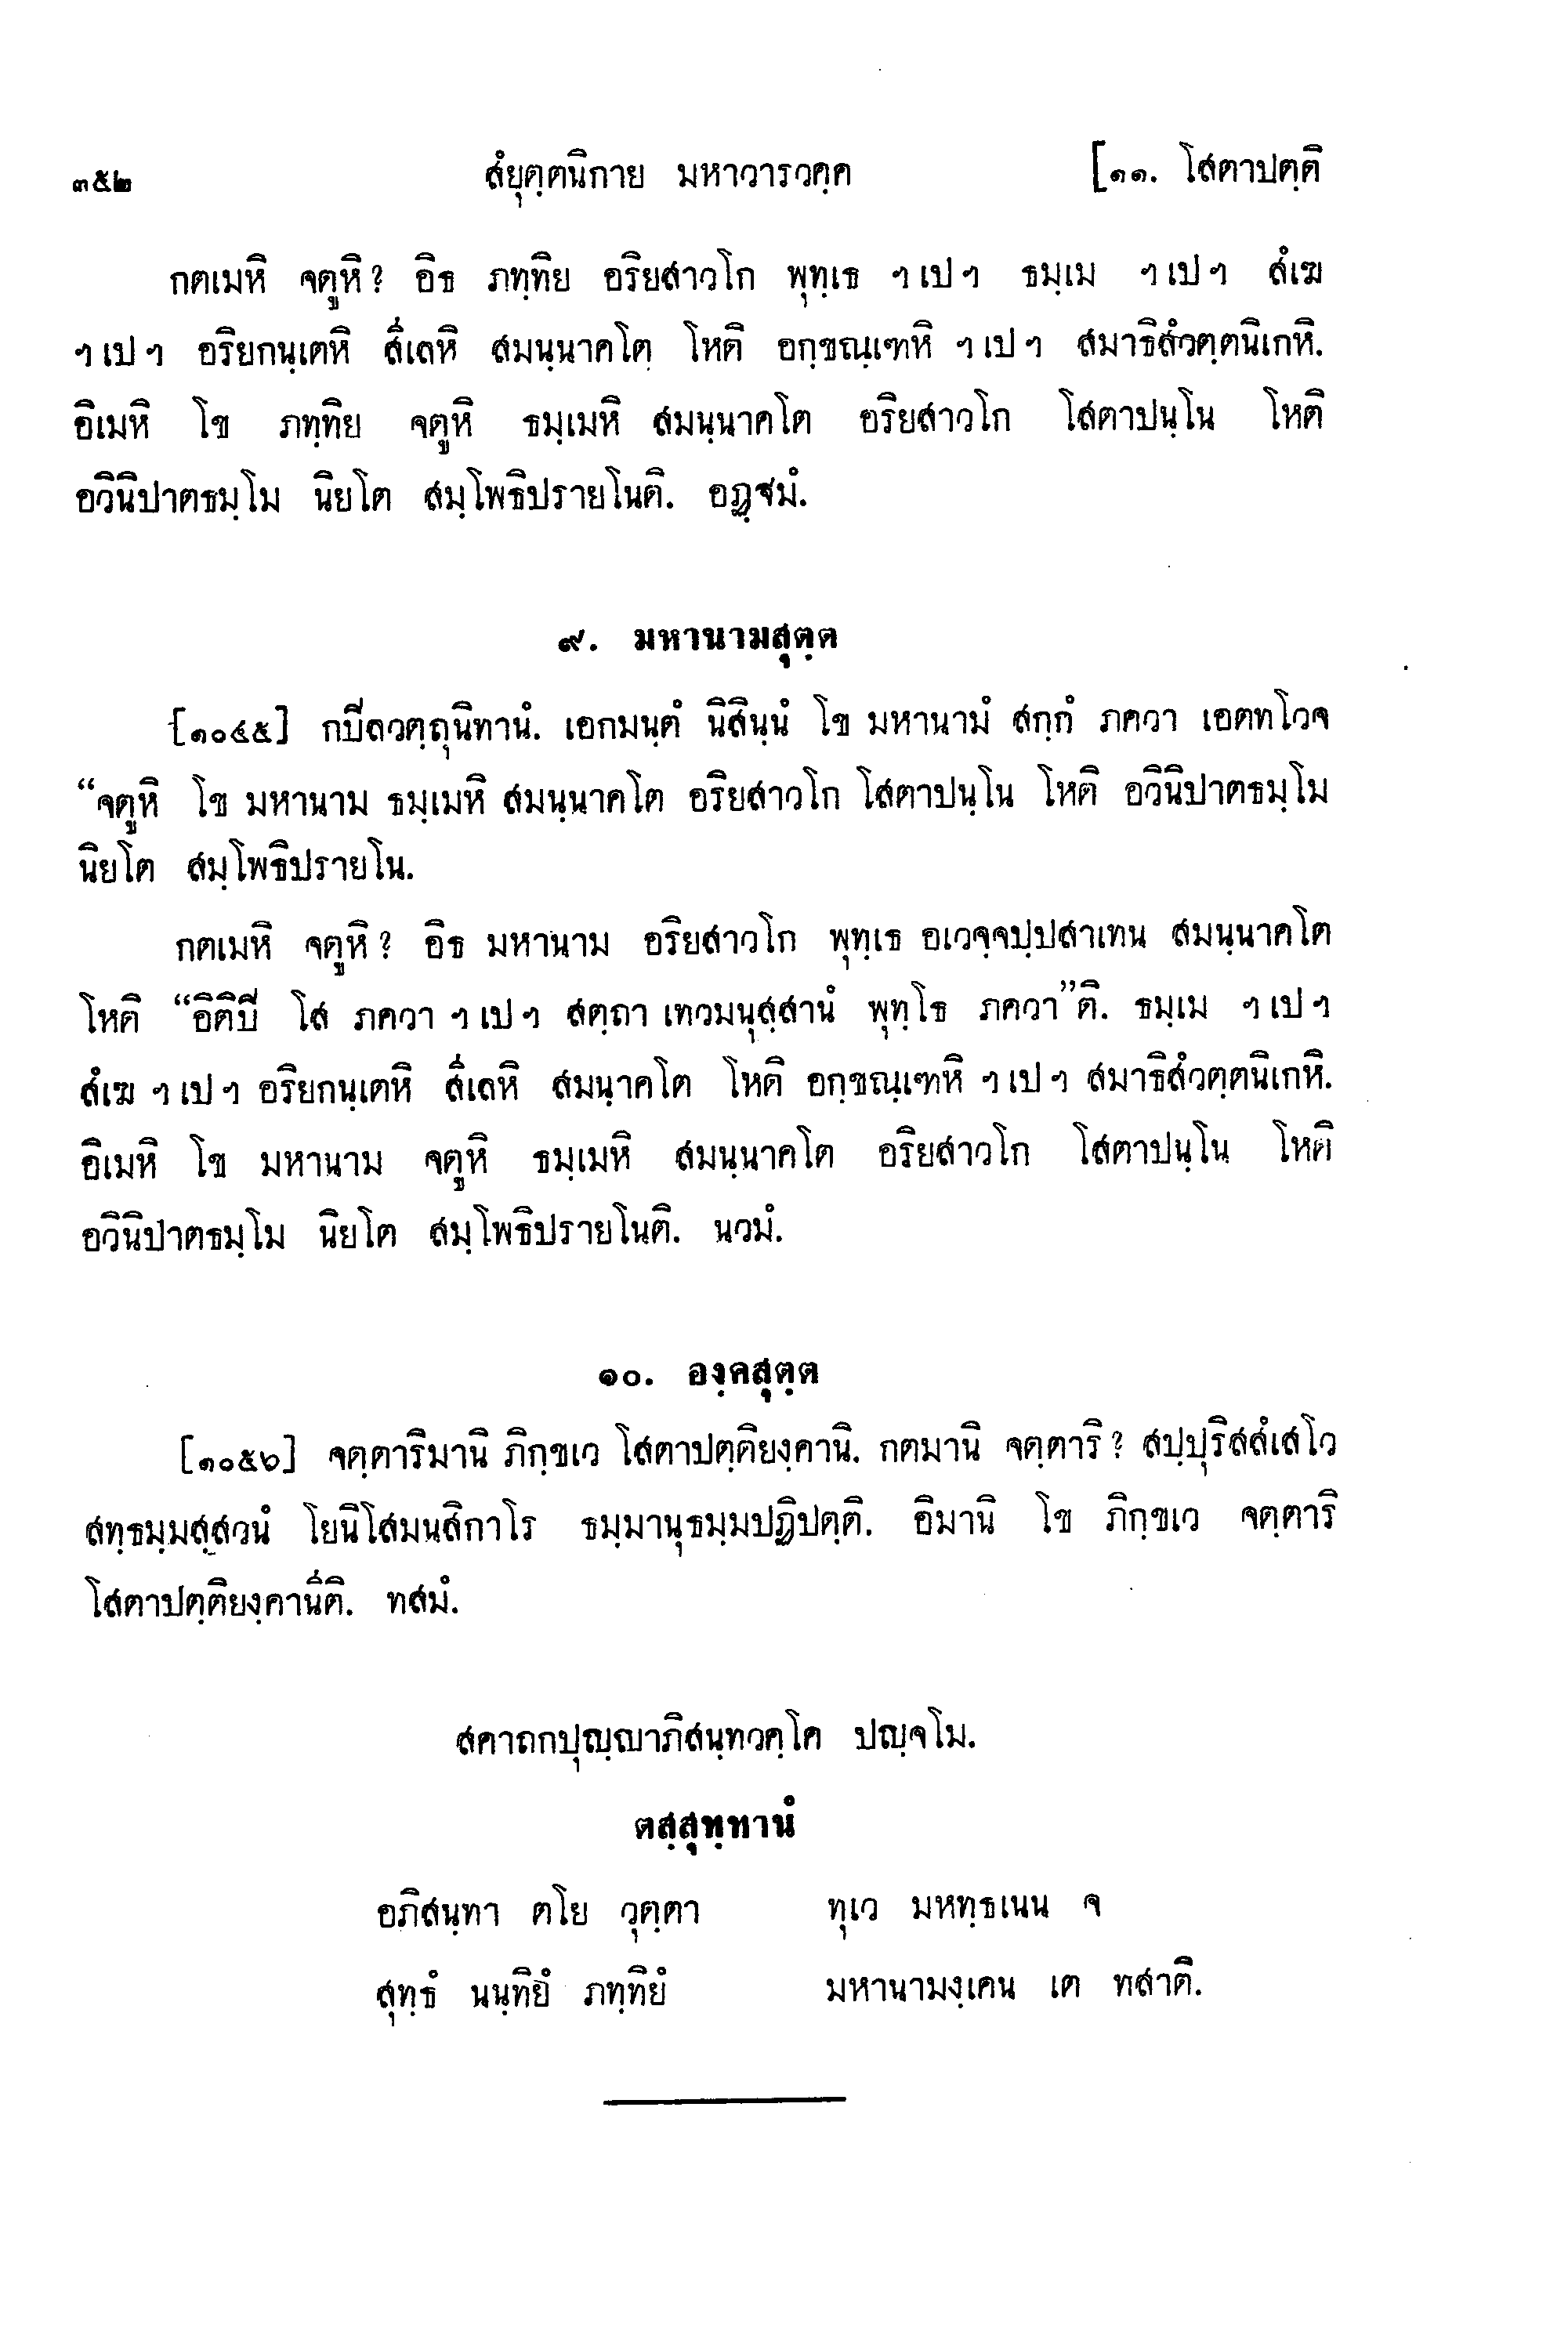 ๓๕๒ สํยุตฺตนิกาย มหาวารวคฺค [๑๑. โสตาปตฺติ
กตเมหิ จตูหิ? อิธ ภทฺทิย อริยสาวโก พุทฺเธ ฯ เป ฯ ธมฺเม ฯ เป ฯ สํเฆ
ฯ เป ฯ อริยกนฺเตหิ สีเลหิ สมนฺนาคโต โหติ อกฺขณฺเฑหิ ฯ เป ฯ สมาธิสํวตฺตนิเกหิ.
อิเมหิ โข ภทฺทิย จตูหิ ธมฺเมหิ สมนฺนาคโต อริยสาวโก โสตาปนฺโน โหติ
อวินิปาตธมฺโม นิยโต สมฺโพธิปรายโนติ. อฏฺฐมํ.
๙. มหานามสุตฺต
[๑๐๔๕] กปิลวตฺถุนิทานํ. เอกมนฺตํ นิสินฺนํ โข มหานามํ สกฺกํ ภควา เอตทโวจ
“จตูหิ โข มหานาม ธมฺเมหิ สมนฺนาคโต อริยสาวโก โสตาปนฺโน โหติ อวินิปาตธมฺโม
นิยโต สมฺโพธิปรายโน.
กตเมหิ จตูหิ? อิธ มหานาม อริยสาวโก พุทฺเธ อเวจฺจปฺปสาเทน สมนฺนาคโต
โหติ “อิติปิ โส ภควา ฯ เป ฯ สตฺถา เทวมนุสฺสานํ พุทฺโธ ภควา”ติ. ธมฺเม ฯ เป ฯ
สํเฆ ฯ เป ฯ อริยกนฺเตหิ สีเลหิ สมนฺาคโต โหติ อกฺขณฺเฑหิ ฯ เป ฯ สมาธิสํวตฺตนิเกหิ.
อิเมหิ โข มหานาม จตูหิ ธมฺเมหิ สมนฺนาคโต อริยสาวโก โสตาปนฺโน โหติ
อวินิปาตธมฺโม นิยโต สมฺโพธิปรายโนติ. นวมํ.
๑๐. องฺคสุตฺต
[๑๐๕๖] จตฺตาริมานิ ภิกฺขเว โสตาปตฺติยงฺคานิ. กตมานิ จตฺตาริ? สปฺปุริสสํเสโว
สทฺธมฺมสฺสวนํ โยนิโสมนสิกาโร ธมฺมานุธมฺมปฏิปตฺติ. อิมานิ โข ภิกฺขเว จตฺตาริ
โสตาปตฺติยงฺคานีติ. ทสมํ.
สคาถกปุญฺญาภิสนฺทวคฺโค ปญฺจโม.
ตสฺสุทฺทานํ
อภิสนฺทา ตโย วุตฺตา ทุเว มหทฺธเนน จ
สุทฺธํ นนฺทิยํ ภทฺทิยํ มหานามงฺเคน เต ทสาติ.